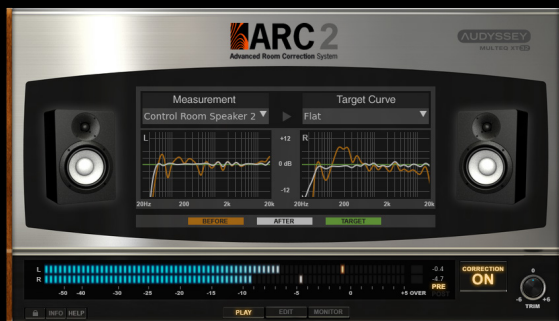 ARC 2
Advanced Room Correction System
AUDYSSEY
MULTEQ XT32
Measurement
Target Curve
Control Room Speaker 2
Flat
L
+12
R
0 dB
-12
20Hz 200 2k 20k
20Hz 200 2k 20k
BEFORE AFTER TARGET
L
-0.4
R
-4.7
PRE
POST
-50 -40 -30 -25 -20 -15 -10 -5 0 +5 OVER
CORRECTION
ON
0
-6 +6
TRIM
INFO HELP
PLAY EDIT MONITOR